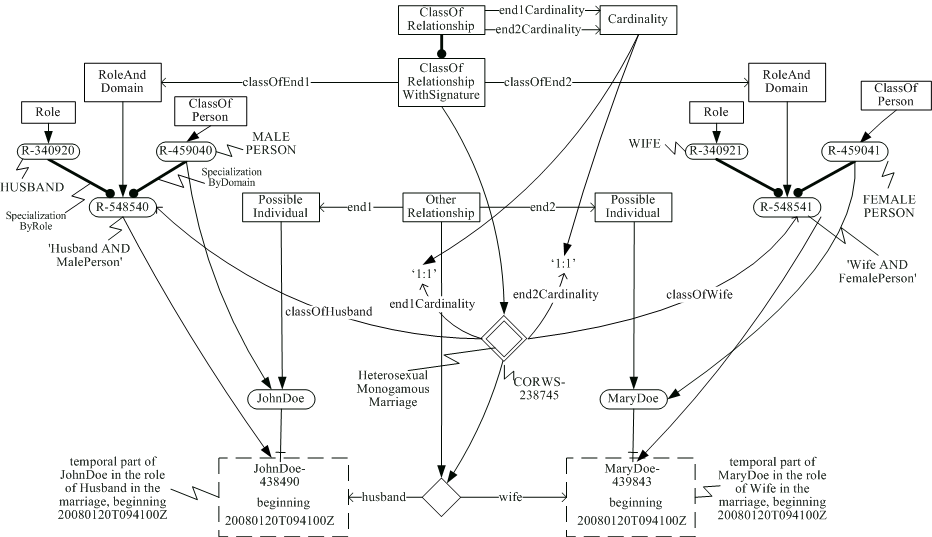 ClassOf
Relationship
end1Cardinality
end2Cardinality
Cardinality
RoleAnd
Domain
classOfEnd1
ClassOf
Relationship
WithSignature
classOfEnd2
RoleAnd
Domain
Role
ClassOf
Person
Role
ClassOf
Person
R-340920
R-459040
MALE
PERSON
WIFE
R-340921
R-459041
HUSBAND
Specialization
ByDomain
FEMALE
PERSON
Specialization
ByRole
R-548540
Possible
Individual
end1
Other
Relationship
end2
Possible
Individual
R-548541
'Husband AND
MalePerson'
'Wife AND
FemalePerson'
‘1:1’
‘1:1’
end1Cardinality
end2Cardinality
classOfHusband
classOfWife
Heterosexual
Monogamous
Marriage
CORWS-
238745
JohnDoe
MaryDoe
temporal part of
JohnDoe in the role
of Husband in the
marriage, beginning
20080120T094100Z
JohnDoe-
438490
beginning
20080120T094100Z
husband
wife
MaryDoe-
439843
beginning
20080120T094100Z
temporal part of
MaryDoe in the role
of Wife in the
marriage, beginning
20080120T094100Z